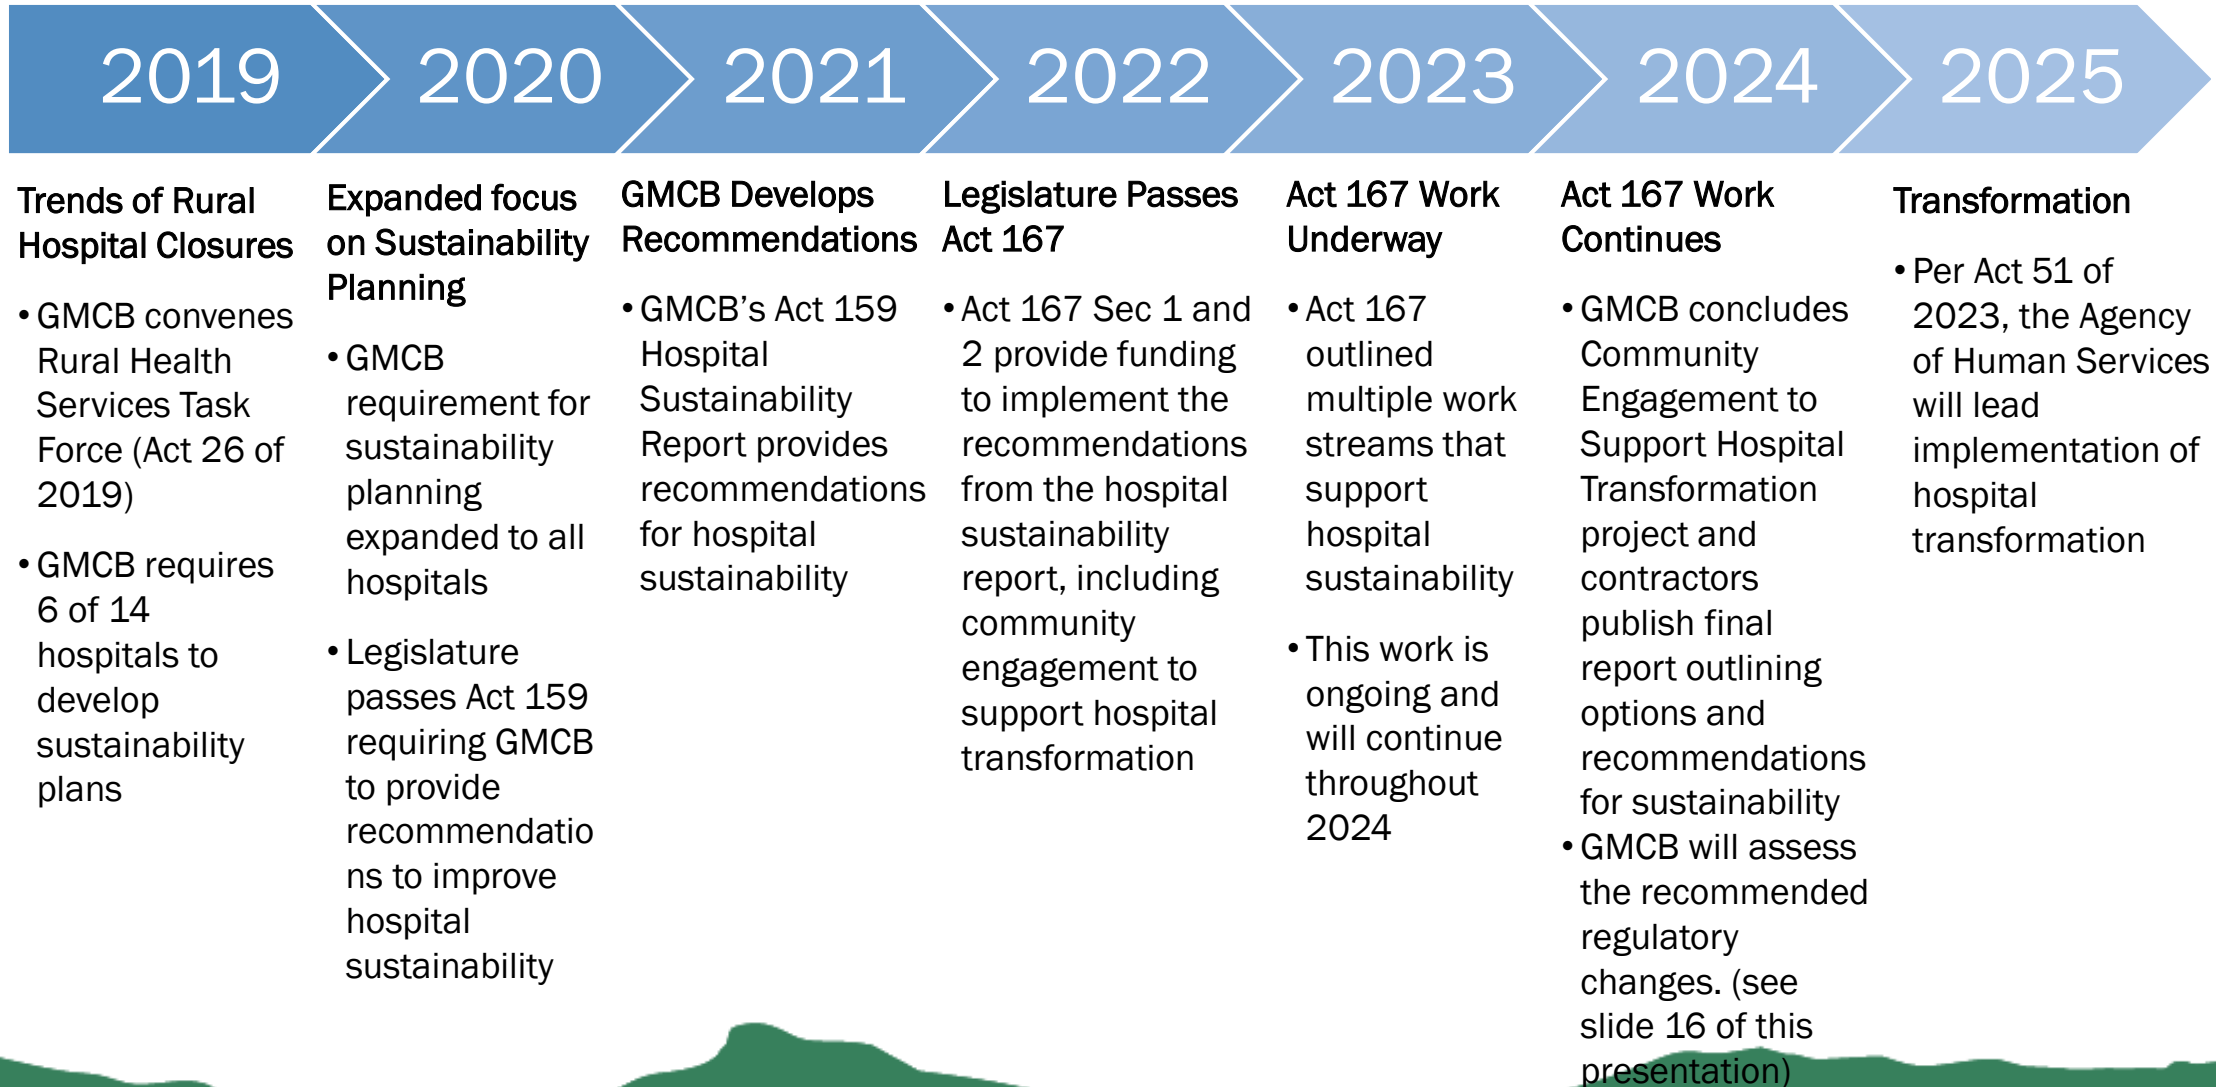 2019
2020
2021
2022
2023
2024
2025
Trends of Rural
Hospital Closures
• GMCB convenes
Rural Health
Services Task
Force (Act 26 of
2019)
• GMCB requires
6 of 14
hospitals to
develop
sustainability
plans
Expanded focus
on Sustainability
Planning
• GMCB
requirement for
sustainability
planning
expanded to all
hospitals
• Legislature
passes Act 159
requiring GMCB
to provide
recommendatio
ns to improve
hospital
sustainability
GMCB Develops
Recommendations
• GMCB’s Act 159
Hospital
Sustainability
Report provides
recommendations
for hospital
sustainability
Legislature Passes
Act 167
• Act 167 Sec 1 and
2 provide funding
to implement the
recommendations
from the hospital
sustainability
report, including
community
engagement to
support hospital
transformation
Act 167 Work
Underway
• Act 167
outlined
multiple work
streams that
support
hospital
sustainability
• This work is
ongoing and
will continue
throughout
2024
Act 167 Work
Continues
• GMCB concludes
Community
Engagement to
Support Hospital
Transformation
project and
contractors
publish final
report outlining
options and
recommendations
for sustainability
• GMCB will assess
the recommended
regulatory
changes. (see
slide 16 of this
presentation)
Transformation
• Per Act 51 of
2023, the Agency
of Human Services
will lead
implementation of
hospital
transformation